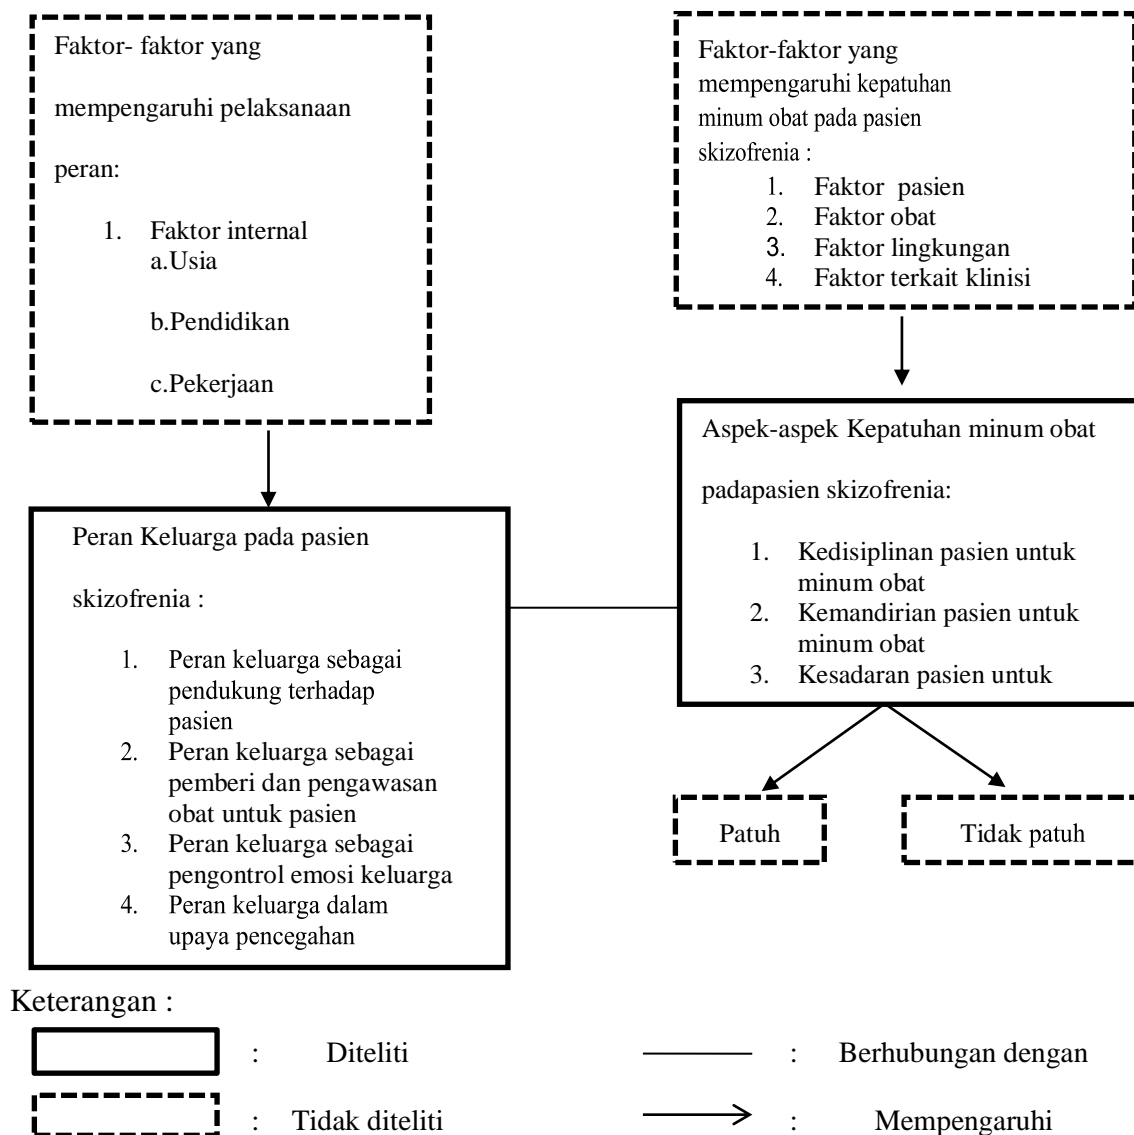 Faktor- faktor yang
mempengaruhi pelaksanaan
peran:
1. Faktor internal
a.Usia
b.Pendidikan
c.Pekerjaan
Faktor-faktor yang
mempengaruhi kepatuhan
minum obat pada pasien
skizofrenia :
1. Faktor pasien
2. Faktor obat
3. Faktor lingkungan
4. Faktor terkait klinisi
Peran Keluarga pada pasien
skizofrenia :
1. Peran keluarga sebagai
pendukung terhadap
pasien
2. Peran keluarga sebagai
pemberi dan pengawasan
obat untuk pasien
3. Peran keluarga sebagai
pengontrol emosi keluarga
4. Peran keluarga dalam
upaya pencegahan
Aspek-aspek Kepatuhan minum obat
padapasien skizofrenia:
1. Kedisiplinan pasien untuk
minum obat
2. Kemandirian pasien untuk
minum obat
3. Kesadaran pasien untuk
Patuh
Tidak patuh
Keterangan :
: Diteliti
: Berhubungan dengan
: Tidak diteliti
: Mempengaruhi